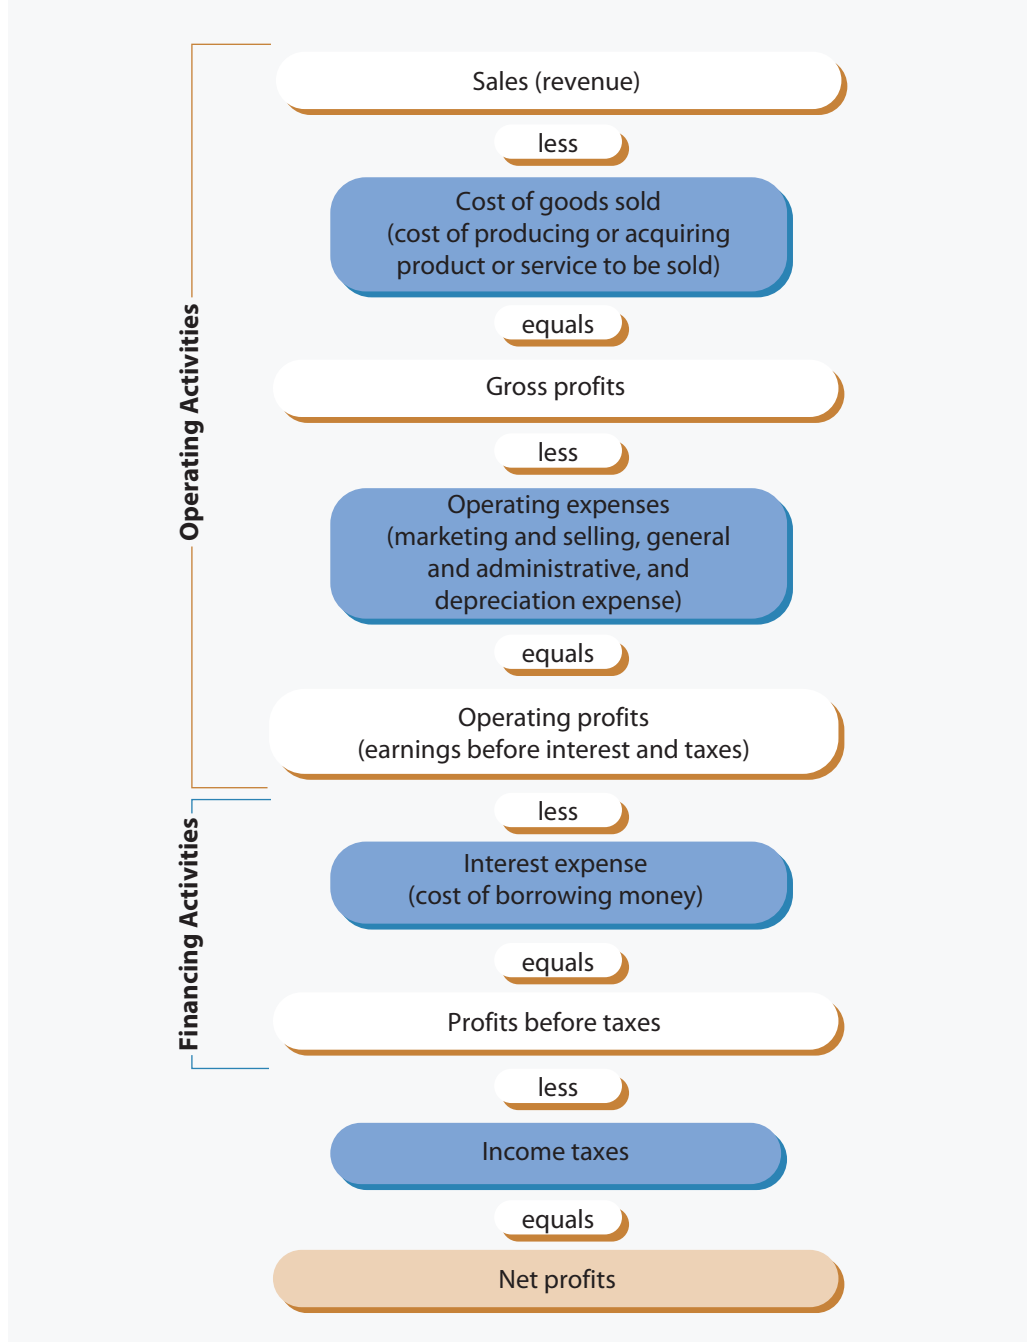 Sales (revenue)
less
Cost of goods sold
(cost of producing or acquiring
product or service to be sold)
equals
Gross profits
less
Operating expenses
(marketing and selling, general
and administrative, and
depreciation expense)
equals
Operating profits
(earnings before interest and taxes)
Operating Activities
less
Interest expense
(cost of borrowing money)
equals
Profits before taxes
Financing Activities
less
Income taxes
equals
Net profits